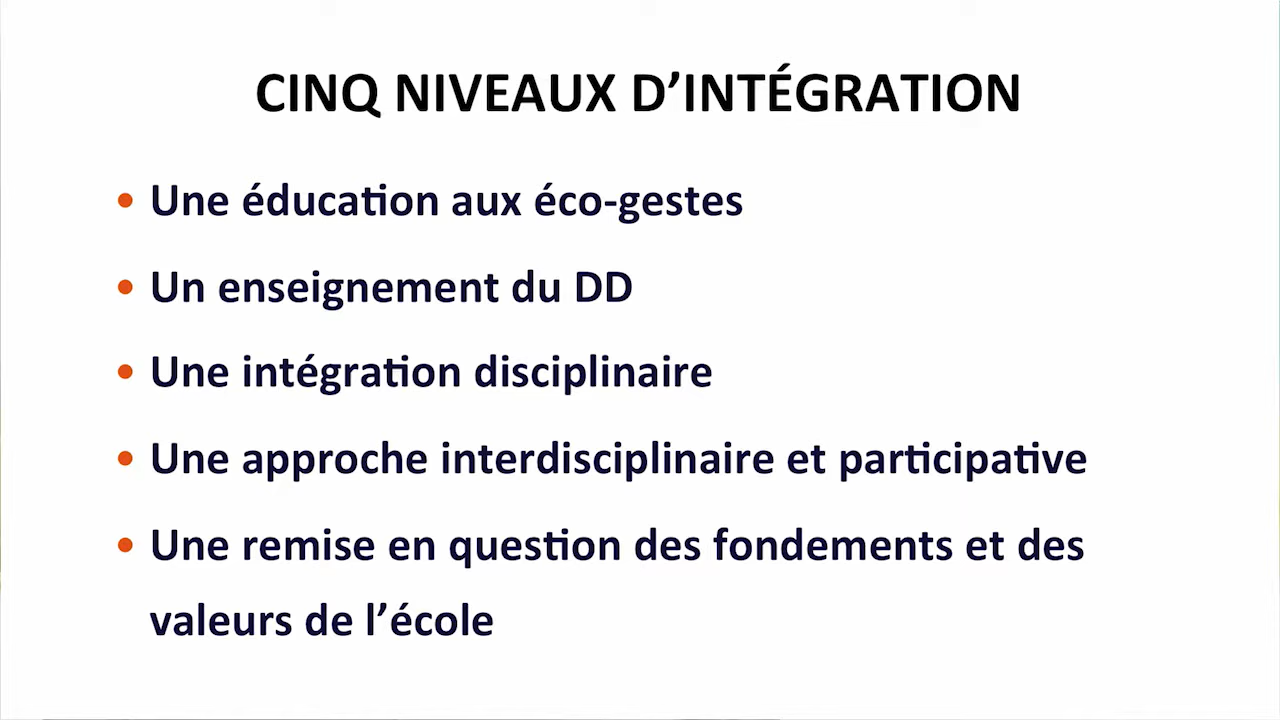 CINQ NIVEAUX D’INTÉGRATION
• Une éducation aux éco-gestes
• Un enseignement du DD
• Une intégration disciplinaire
• Une approche interdisciplinaire et participative
• Une remise en question des fondements et des
valeurs de l’école